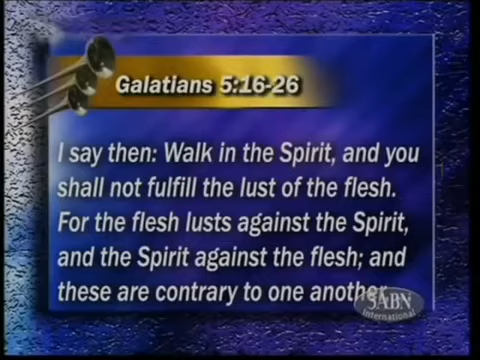 Galatians 5:16-26
I say then: Walk in the Spirit, and you
shall not fulfill the lust of the flesh.
For the flesh lusts against the Spirit,
and the Spirit against the flesh; and
these are contrary to one another
3ABN
International